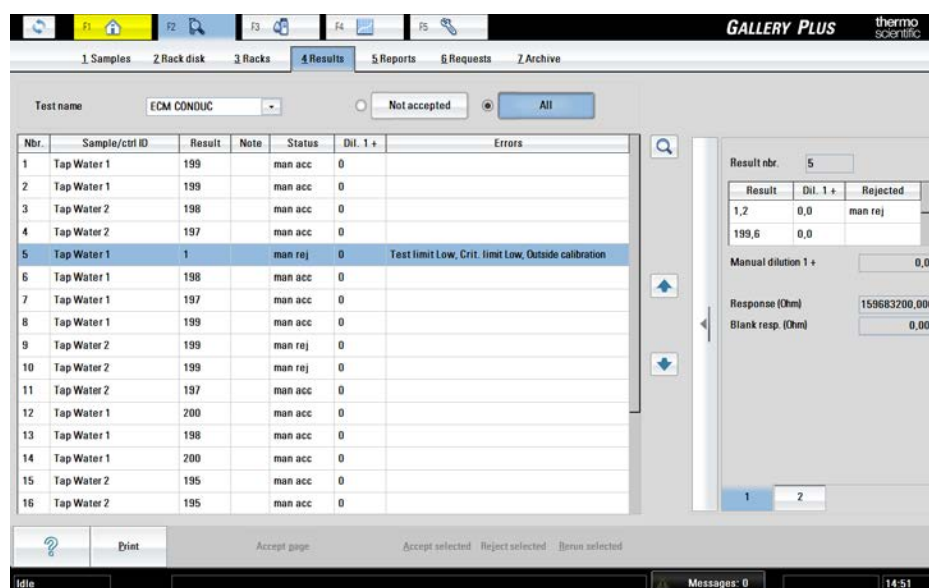 F1 F2 F3 F4 F5 GALLERY PLUS thermo scientific
1 Samples 2 Rack disk 3 Racks 4 Results 5 Reports 6 Requests 7 Archive
Test name ECM CONDUC Not accepted All
Nbr. Sample/ctrl ID Result Note Status Dil. 1 + Errors
1 Tap Water 1 199 man acc 0
2 Tap Water 1 199 man acc 0
3 Tap Water 2 198 man acc 0
4 Tap Water 2 197 man acc 0
5 Tap Water 1 1 man rej 0 Test limit Low, Crit. limit Low, Outside calibration
6 Tap Water 1 198 man acc 0
7 Tap Water 1 197 man acc 0
8 Tap Water 1 199 man acc 0
9 Tap Water 2 199 man rej 0
10 Tap Water 2 199 man rej 0
11 Tap Water 2 197 man acc 0
12 Tap Water 1 200 man acc 0
13 Tap Water 1 198 man acc 0
14 Tap Water 1 200 man acc 0
15 Tap Water 2 195 man acc 0
16 Tap Water 2 195 man acc 0
Result nbr. 5
Result Dil. 1 + Rejected
1,2 0,0 man rej
199,6 0,0
Manual dilution 1 + 0,0
Response (Ohm) 159683200,00
Blank resp. (Ohm) 0,00
1 2
? Print Accept page Accept selected Reject selected Rerun selected
Idle Messages: 0 14:51